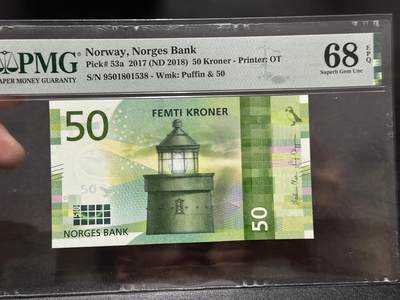 PMG
PAPER MONEY GUARANTY
Norway, Norges Bank
Pick# 53a 2017 (ND 2018) 50 Kroner - Printer: OT
S/N 9501801538 - Wmk: Puffin & 50
68 EPQ
Superb Gem Unc
50
FEMTI KRONER
50
50
NORGES BANK